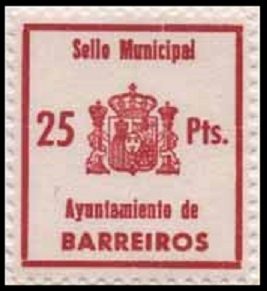 Sello Municipal
25 Pts.
Ayuntamiento de
BARREIROS